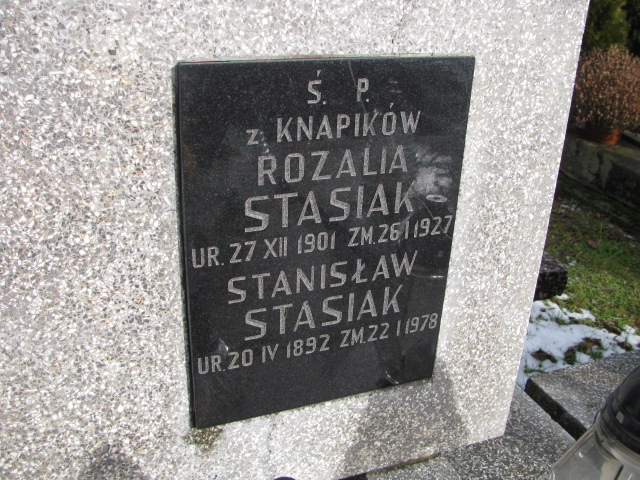 Ś. P.
z. KNAPIKÓW
ROZALIA
STASIAK
UR. 27 XII 1901 ZM. 26 I 1927
STANISŁAW
STASIAK
UR. 20 IV 1892 ZM. 22 I 1978